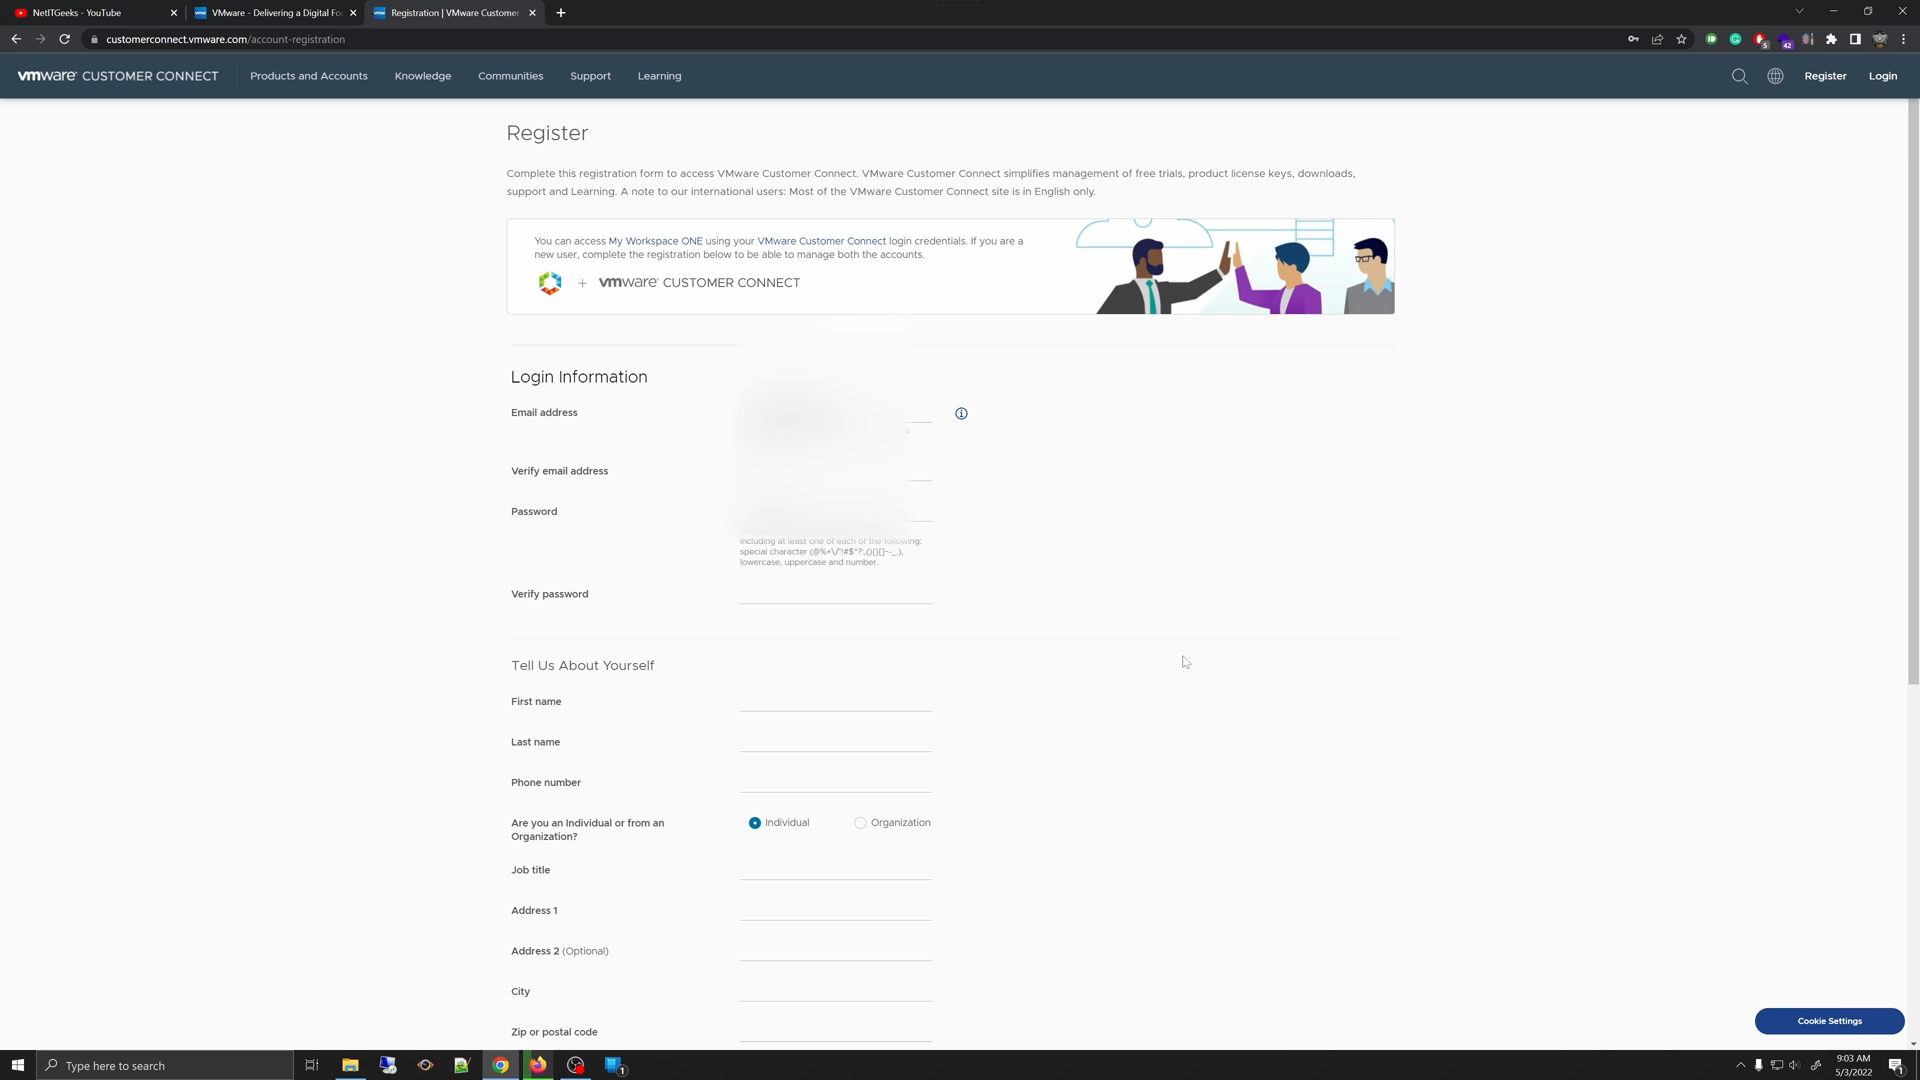 NetITGeeks - YouTube
VMware - Delivering a Digital Fo
Registration | VMware Customer
customerconnect.vmware.com/account-registration
5
42
vmware CUSTOMER CONNECT
Products and Accounts
Knowledge
Communities
Support
Learning
Register
Login
Register
Complete this registration form to access VMware Customer Connect. VMware Customer Connect simplifies management of free trials, product license keys, downloads,
support and Learning. A note to our international users: Most of the VMware Customer Connect site is in English only.
You can access My Workspace ONE using your VMware Customer Connect login credentials. If you are a
new user, complete the registration below to be able to manage both the accounts.
+ vmware CUSTOMER CONNECT
Login Information
Email address
Verify email address
Password
including at least one of each of the following:
special character (@%+\/'!#$^?:,(){}[]~-_.),
lowercase, uppercase and number.
Verify password
Tell Us About Yourself
First name
Last name
Phone number
Are you an Individual or from an
Organization?
Individual
Organization
Job title
Address 1
Address 2 (Optional)
City
Zip or postal code
Cookie Settings
Type here to search
1
9:03 AM
5/3/2022
1